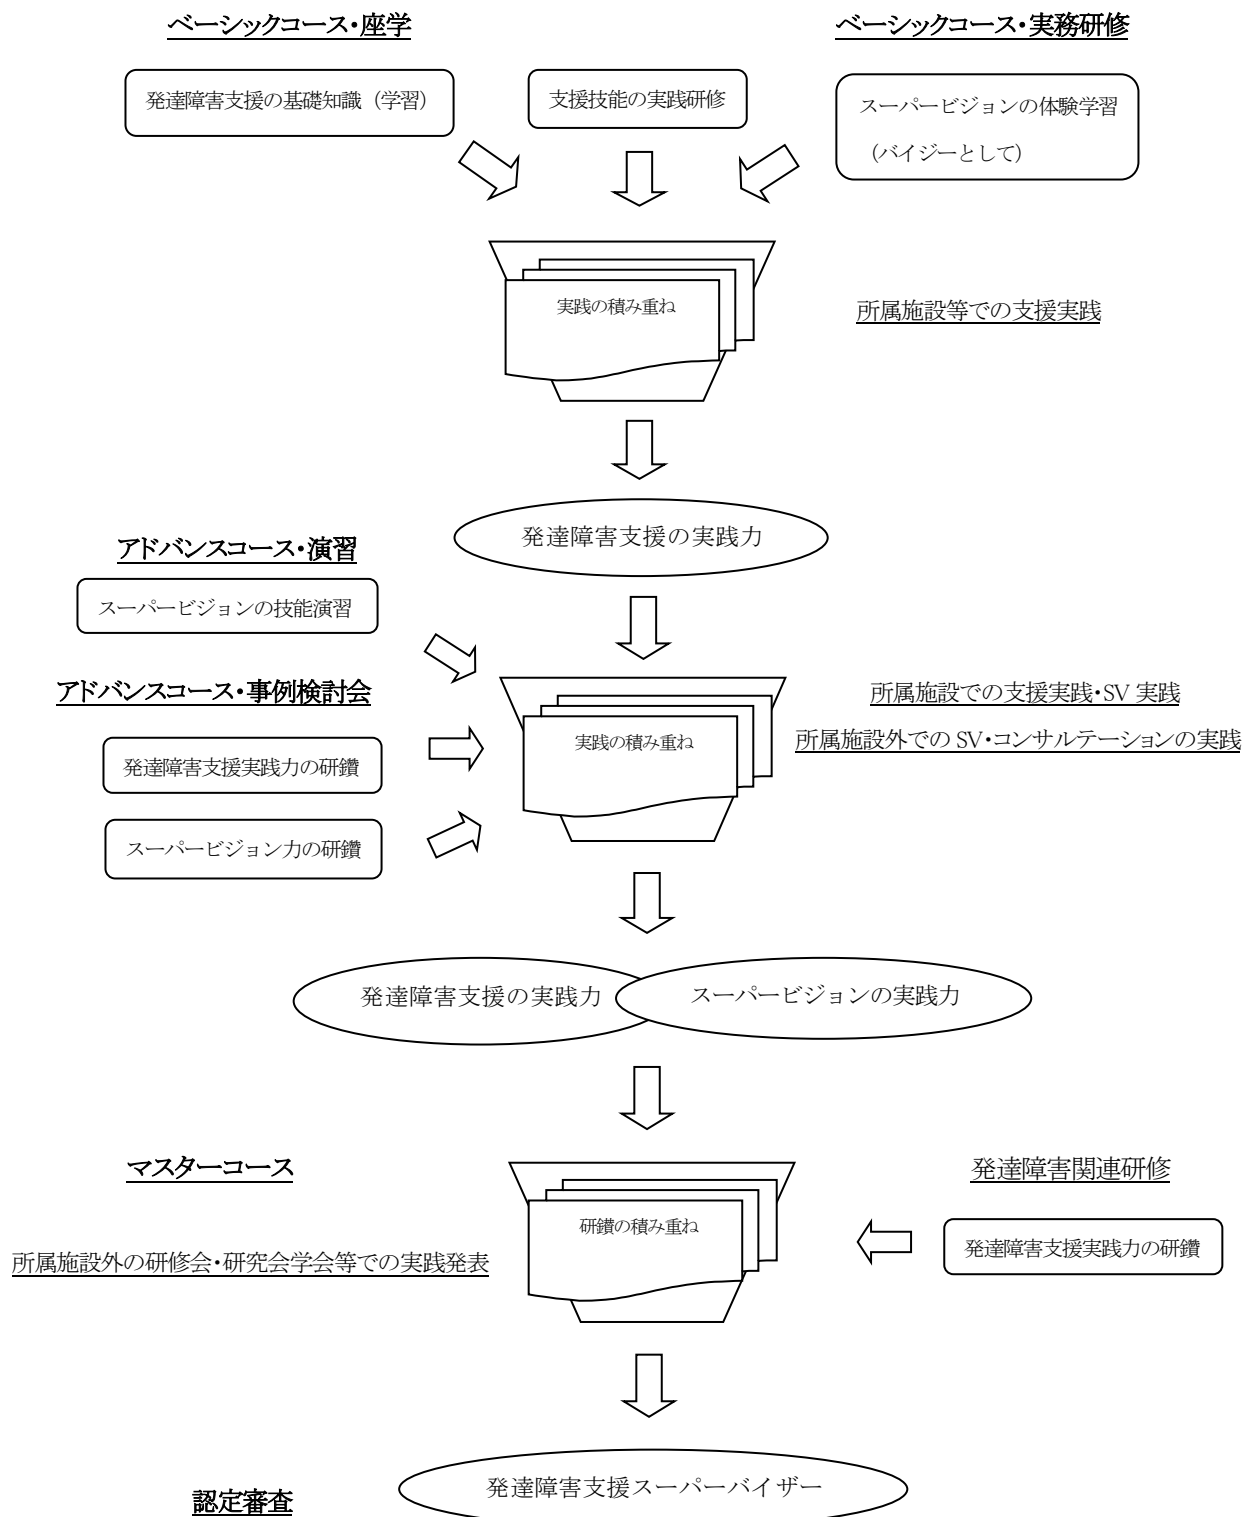 ベーシックコース・座学
ベーシックコース・実務研修
発達障害支援の基礎知識（学習）
支援技能の実践研修
スーパービジョンの体験学習
（バイジーとして）
実践の積み重ね
所属施設等での支援実践
発達障害支援の実践力
アドバンスコース・演習
スーパービジョンの技能演習
アドバンスコース・事例検討会
発達障害支援実践力の研鑽
スーパービジョン力の研鑽
実践の積み重ね
所属施設での支援実践・SV 実践
所属施設外での SV・コンサルテーションの実践
発達障害支援の実践力
スーパービジョンの実践力
マスターコース
所属施設外の研修会・研究会学会等での実践発表
研鑽の積み重ね
発達障害関連研修
発達障害支援実践力の研鑽
認定審査
発達障害支援スーパーバイザー